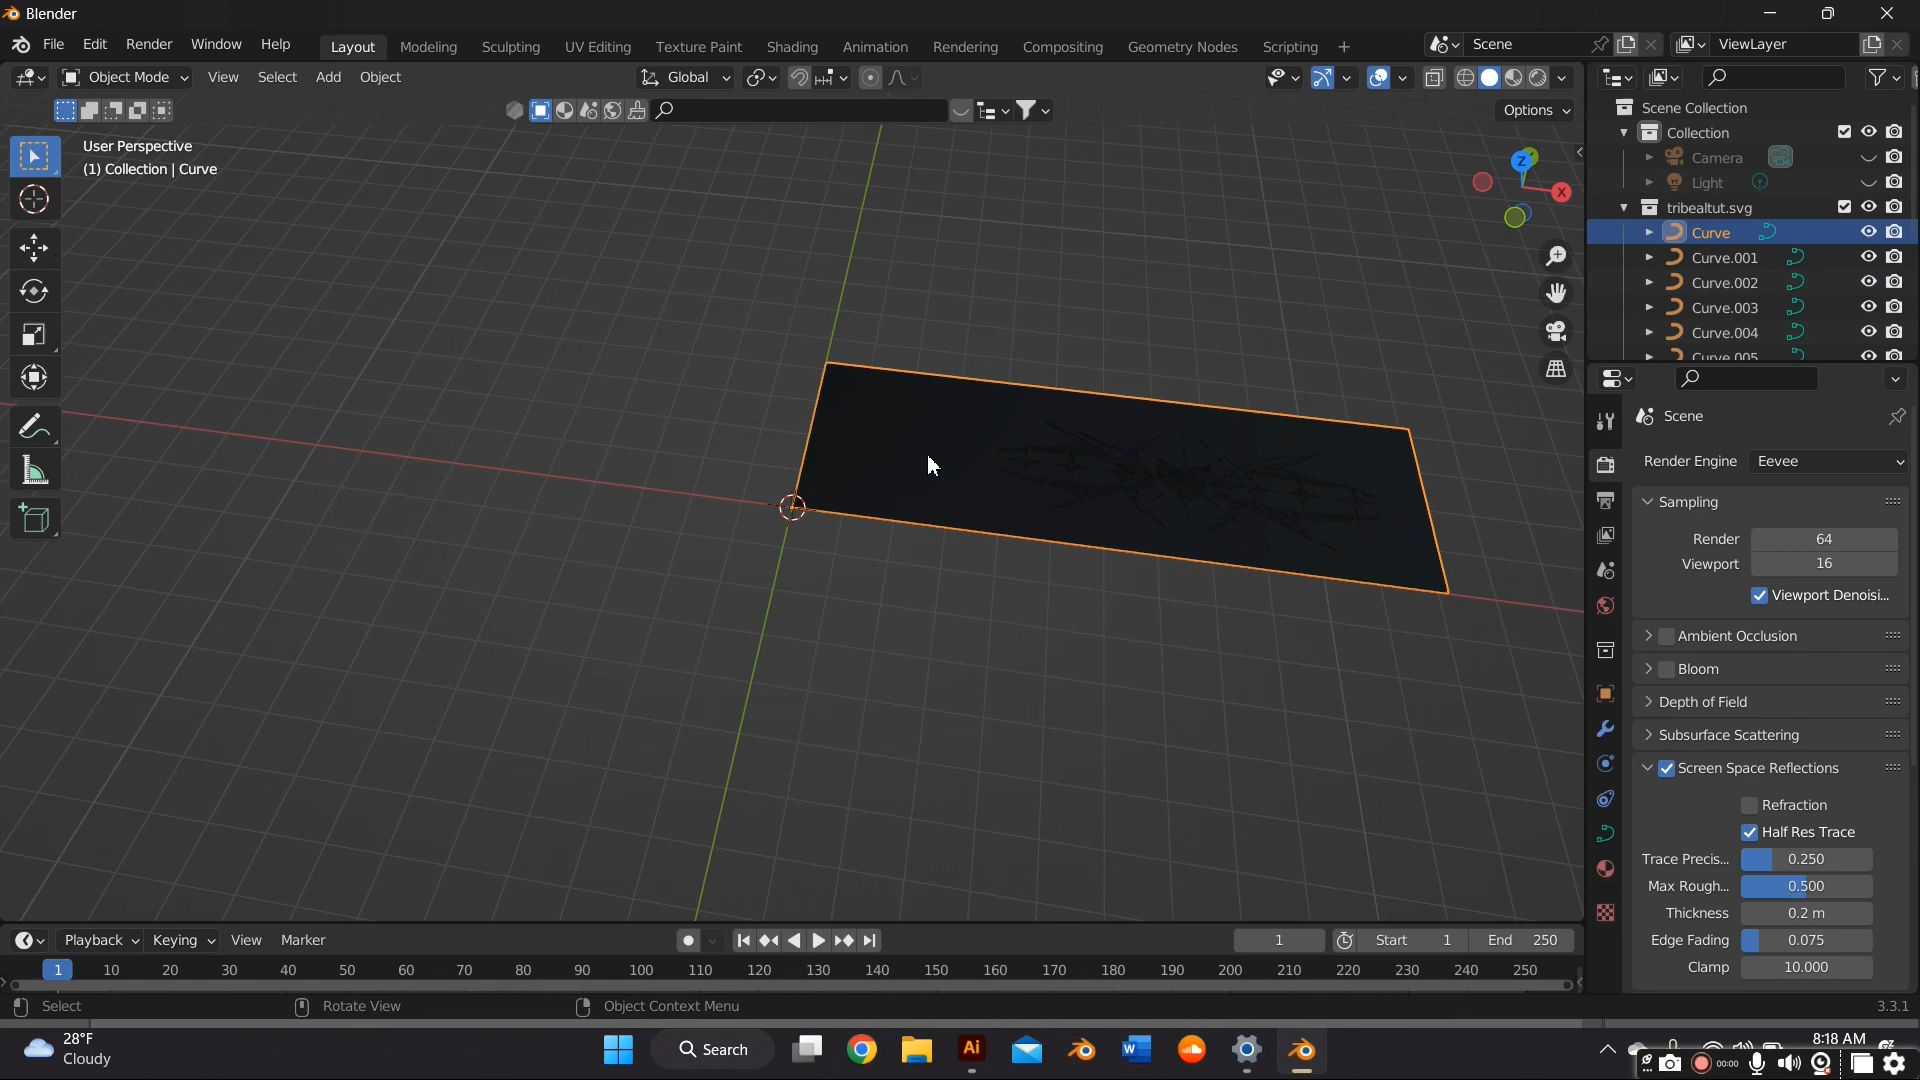 Blender
File Edit Render Window Help Layout Modeling Sculpting UV Editing Texture Paint Shading Animation Rendering Compositing Geometry Nodes Scripting + Scene ViewLayer
Object Mode View Select Add Object Global
Options
User Perspective
(1) Collection | Curve
Z
X
Scene Collection
Collection
Camera
Light
tribealtut.svg
Curve
Curve.001
Curve.002
Curve.003
Curve.004
Curve.005
Scene
Render Engine Eevee
Sampling
Render 64
Viewport 16
Viewport Denoisi...
Ambient Occlusion
Bloom
Depth of Field
Subsurface Scattering
Screen Space Reflections
Refraction
Half Res Trace
Trace Precis... 0.250
Max Rough... 0.500
Thickness 0.2 m
Edge Fading 0.075
Clamp 10.000
Playback Keying View Marker 1 Start 1 End 250
1 10 20 30 40 50 60 70 80 90 100 110 120 130 140 150 160 170 180 190 200 210 220 230 240 250
Select Rotate View Object Context Menu 3.3.1
28°F
Cloudy
Search
Ai
W
8:18 AM
00:00